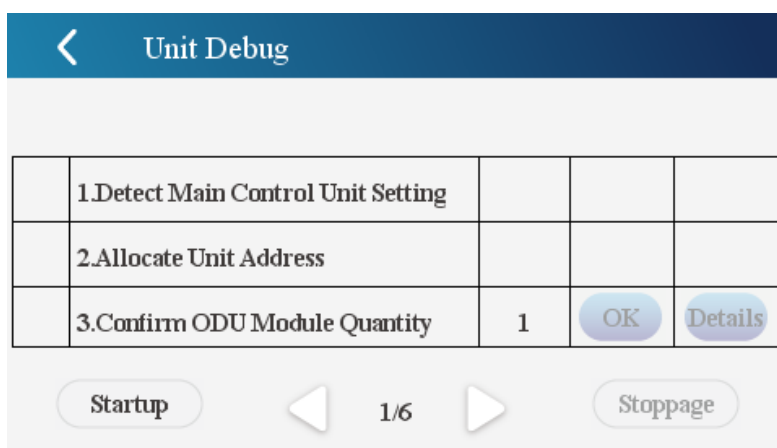 Unit Debug
1.Detect Main Control Unit Setting
2.Allocate Unit Address
3.Confirm ODU Module Quantity 1 OK Details
Startup 1/6 Stoppage